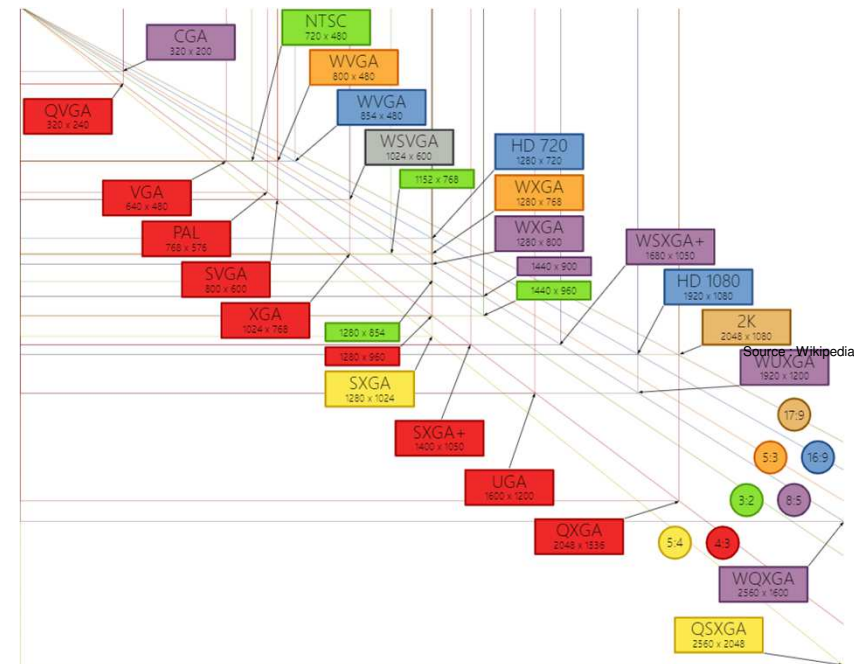 NTSC
720 x 480
CGA
320 x 200
WVGA
800 x 480
WVGA
854 x 480
QVGA
320 x 240
WSVGA
1024 x 600
HD 720
1280 x 720
1152 x 768
WXGA
1280 x 768
VGA
640 x 480
PAL
768 x 576
WXGA
1280 x 800
WSXGA+
1680 x 1050
SVGA
800 x 600
1440 x 900
HD 1080
1920 x 1080
1440 x 960
XGA
1024 x 768
1280 x 854
2K
2048 x 1080
1280 x 960
Source : Wikipedia
WUXGA
1920 x 1200
SXGA
1280 x 1024
17:9
SXGA+
1400 x 1050
5:3
16:9
UGA
1600 x 1200
3:2
8:5
QXGA
2048 x 1536
5:4
4:3
WQXGA
2560 x 1600
QSXGA
2560 x 2048